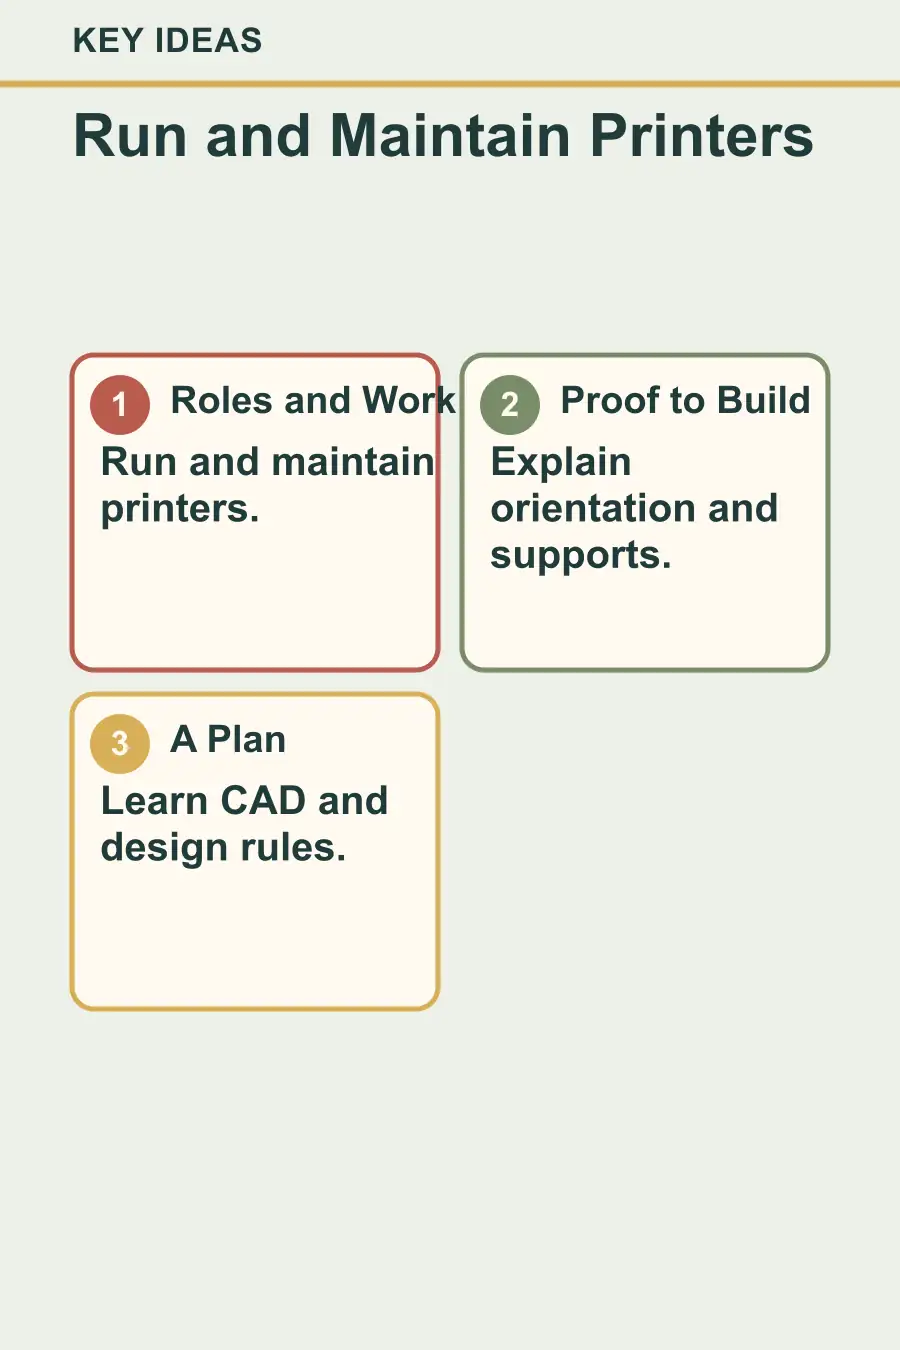 KEY IDEAS
Run and Maintain Printers
1
Roles and Work
Run and maintain
printers.
2
Proof to Build
Explain
orientation and
supports.
3
A Plan
Learn CAD and
design rules.